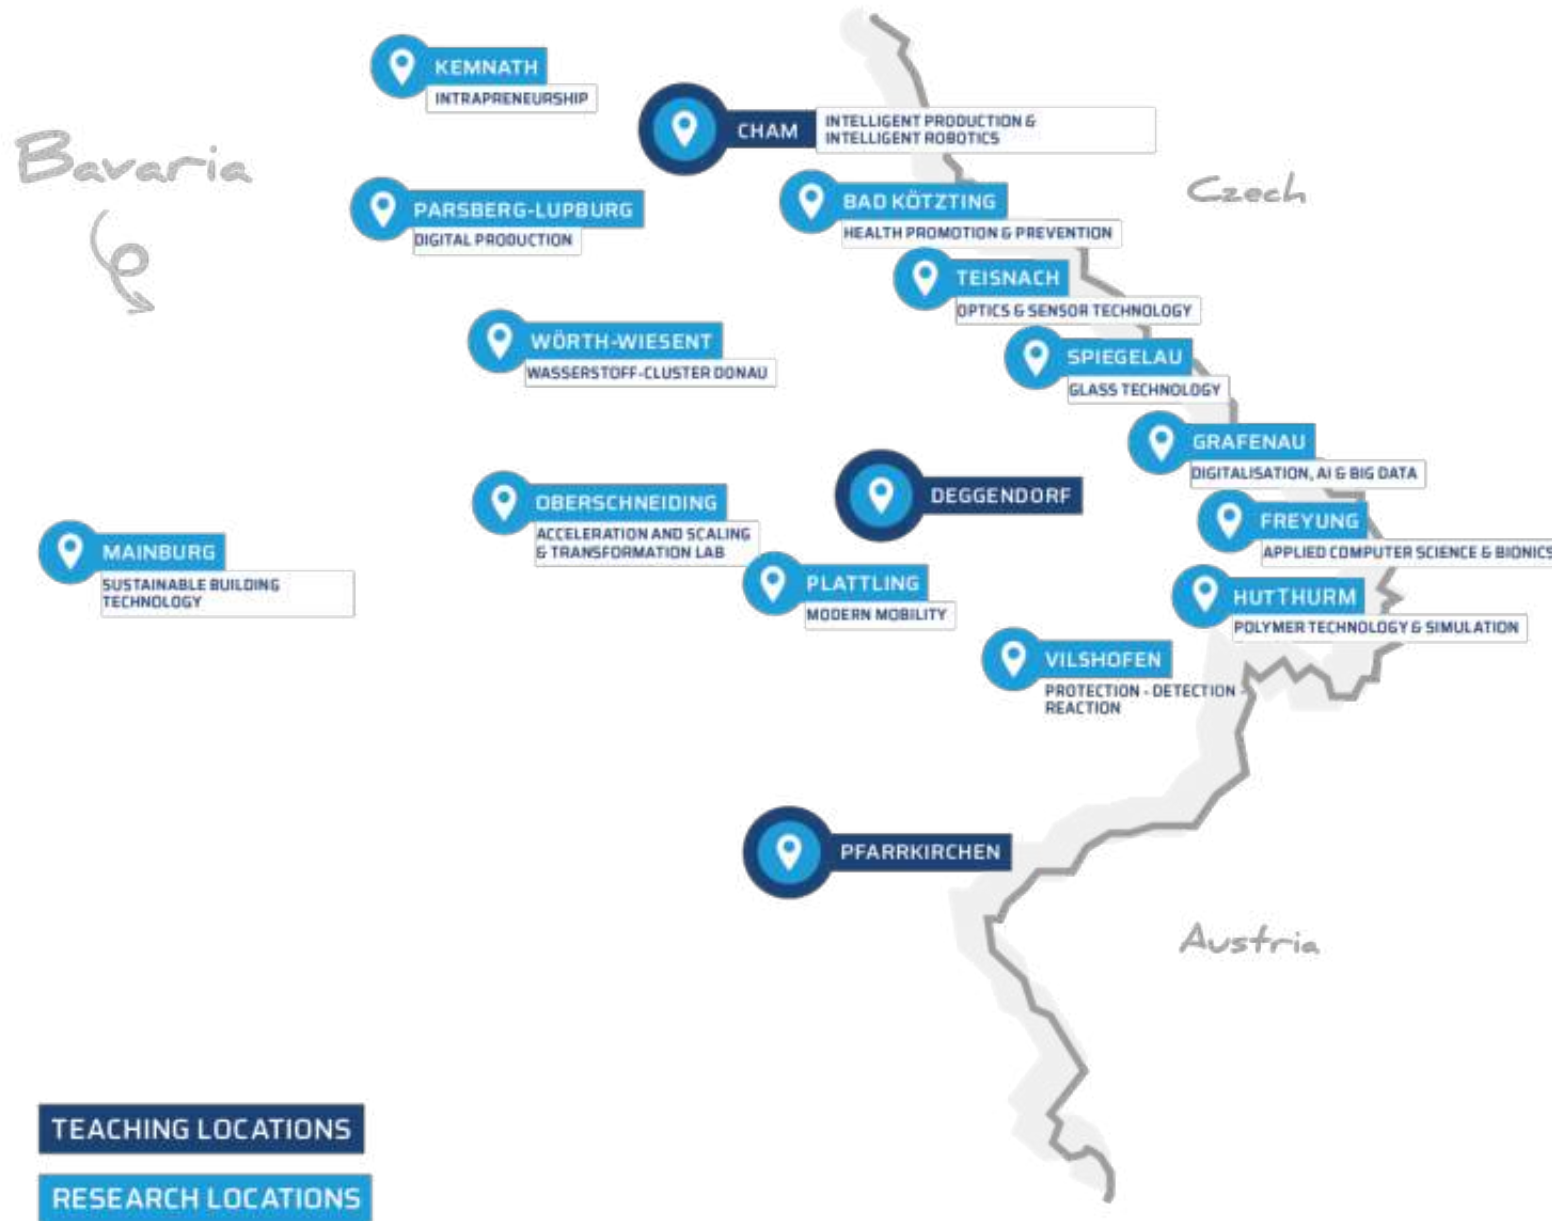 KEMNATH
INTRAPRENEURSHIP
CHAM
INTELLIGENT PRODUCTION &
INTELLIGENT ROBOTICS
Bavaria
Czech
PARSBERG-LUPBURG
DIGITAL PRODUCTION
BAD KÖTZTING
HEALTH PROMOTION & PREVENTION
TEISNACH
OPTICS & SENSOR TECHNOLOGY
WÖRTH-WIESENT
WASSERSTOFF-CLUSTER DONAU
SPIEGELAU
GLASS TECHNOLOGY
GRAFENAU
DIGITALISATION, AI & BIG DATA
OBERSCHNEIDING
ACCELERATION AND SCALING
& TRANSFORMATION LAB
DEGGENDORF
FREYUNG
APPLIED COMPUTER SCIENCE & BIONICS
MAINBURG
SUSTAINABLE BUILDING
TECHNOLOGY
PLATTLING
MODERN MOBILITY
HUTTHURM
POLYMER TECHNOLOGY & SIMULATION
VILSHOFEN
PROTECTION - DETECTION -
REACTION
PFARRKIRCHEN
Austria
TEACHING LOCATIONS
RESEARCH LOCATIONS